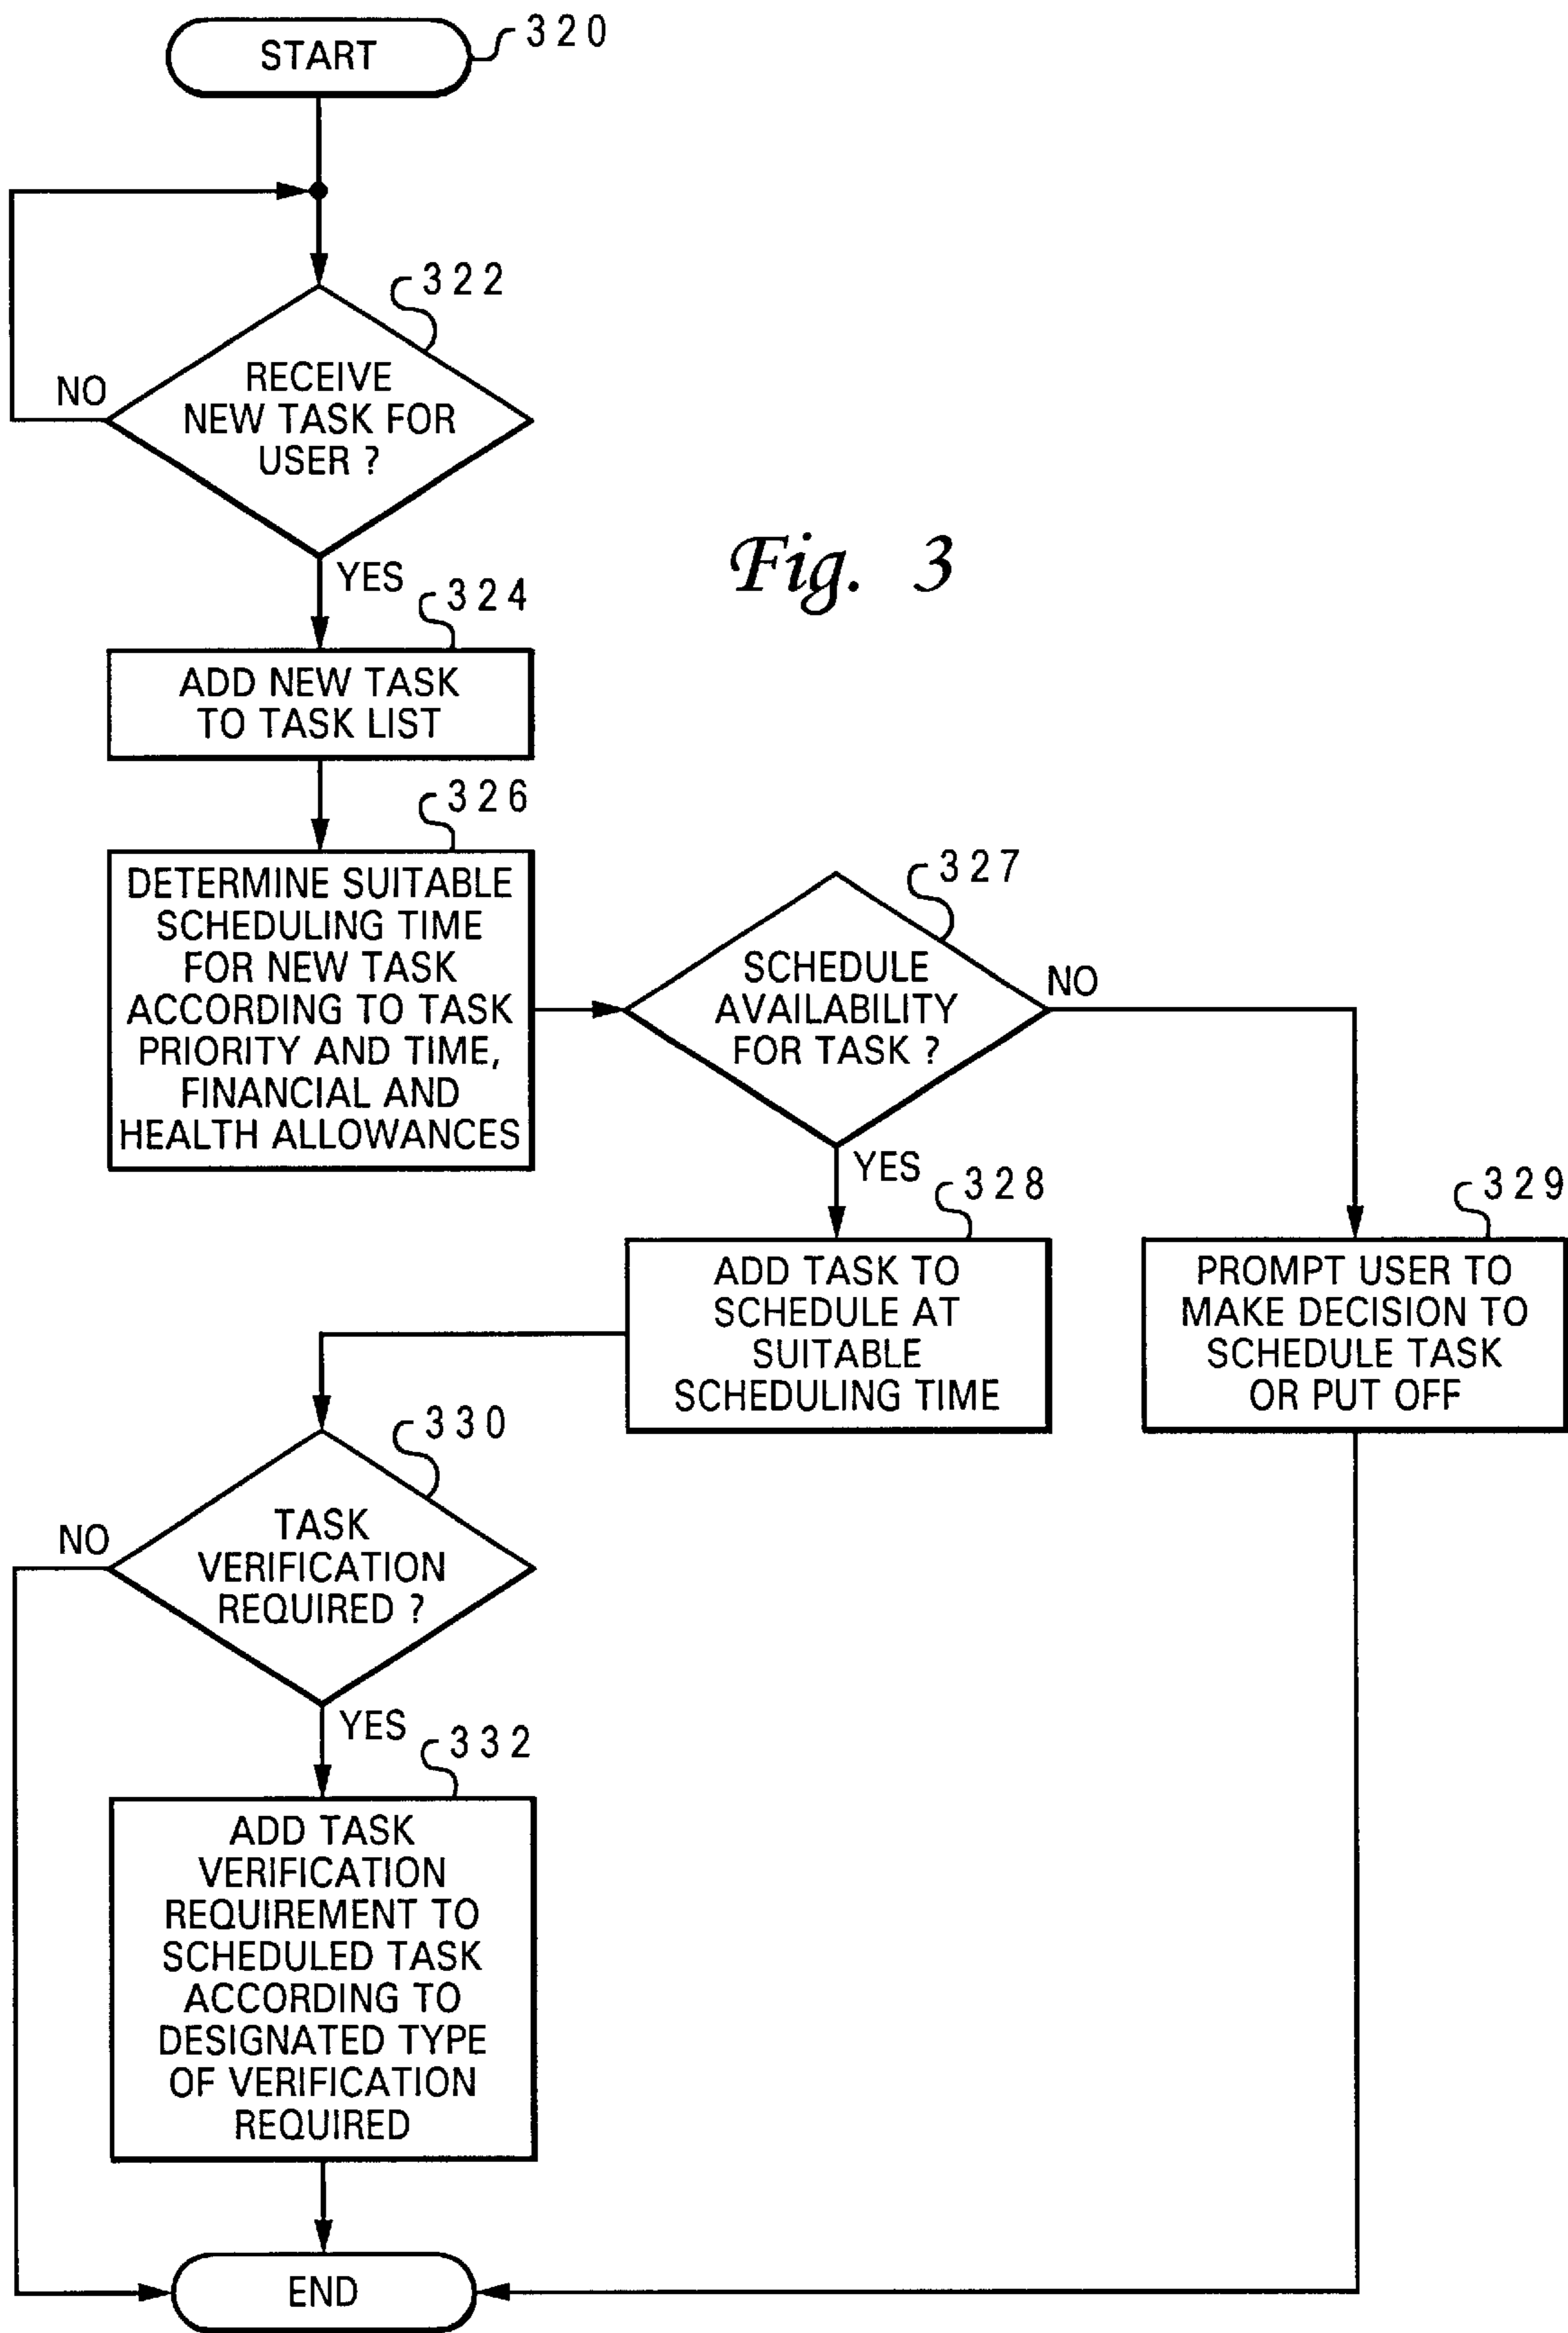 START
320
322
NO
RECEIVE
NEW TASK FOR
USER ?
Fig. 3
YES
324
ADD NEW TASK
TO TASK LIST
326
DETERMINE SUITABLE
SCHEDULING TIME
FOR NEW TASK
ACCORDING TO TASK
PRIORITY AND TIME,
FINANCIAL AND
HEALTH ALLOWANCES
327
SCHEDULE
AVAILABILITY
FOR TASK ?
NO
YES
328
ADD TASK TO
SCHEDULE AT
SUITABLE
SCHEDULING TIME
329
PROMPT USER TO
MAKE DECISION TO
SCHEDULE TASK
OR PUT OFF
330
NO
TASK
VERIFICATION
REQUIRED ?
YES
332
ADD TASK
VERIFICATION
REQUIREMENT TO
SCHEDULED TASK
ACCORDING TO
DESIGNATED TYPE
OF VERIFICATION
REQUIRED
END